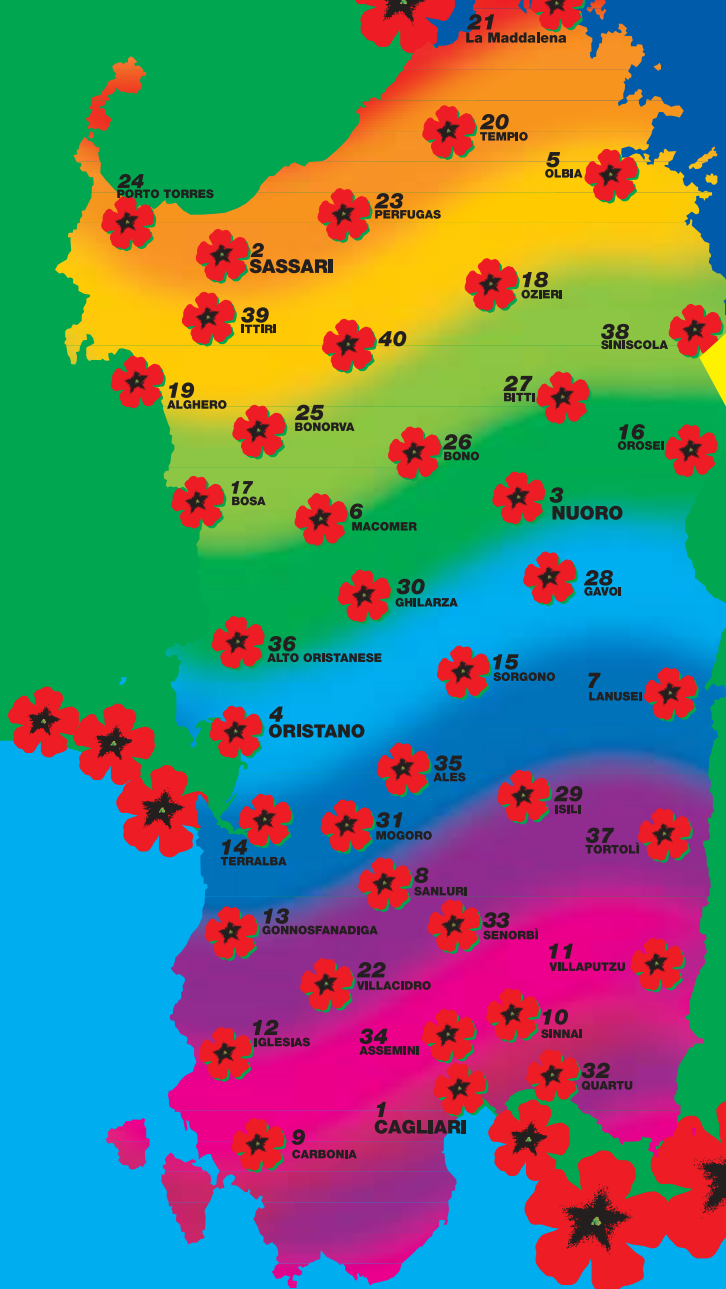 21
La Maddalena
20
TEMPIO
5
OLBIA
24
PORTO TORRES
23
PERFUGAS
2
SASSARI
18
OZIERI
39
ITTIRI
40
38
SINISCOLA
19
ALGHERO
27
BITTI
25
BONORVA
26
BONO
16
OROSEI
17
BOSA
6
MACOMER
3
NUORO
30
GHILARZA
28
GAVOI
36
ALTO ORISTANESE
15
SORGONO
7
LANUSEI
4
ORISTANO
35
ALES
29
ISILI
14
TERRALBA
31
MOGORO
37
TORTOLÌ
8
SANLURI
13
GONNOSFANADIGA
33
SENORBÌ
11
VILLAPUTZU
22
VILLACIDRO
12
IGLESIAS
34
ASSEMINI
10
SINNAI
32
QUARTU
1
CAGLIARI
9
CARBONIA